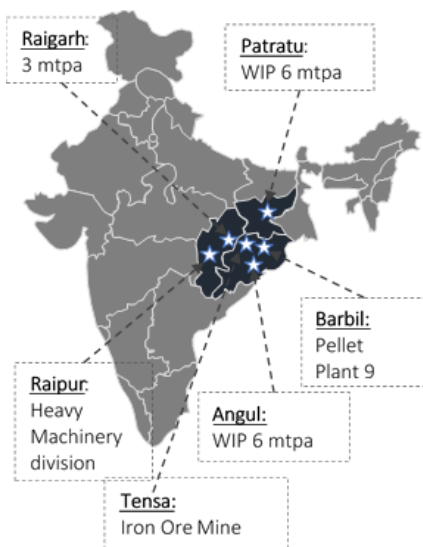 Raigarh:
3 mtpa
Patratu:
WIP 6 mtpa
Barbil:
Pellet
Plant 9
Raipur:
Heavy
Machinery
division
Angul:
WIP 6 mtpa
Tensa:
Iron Ore Mine